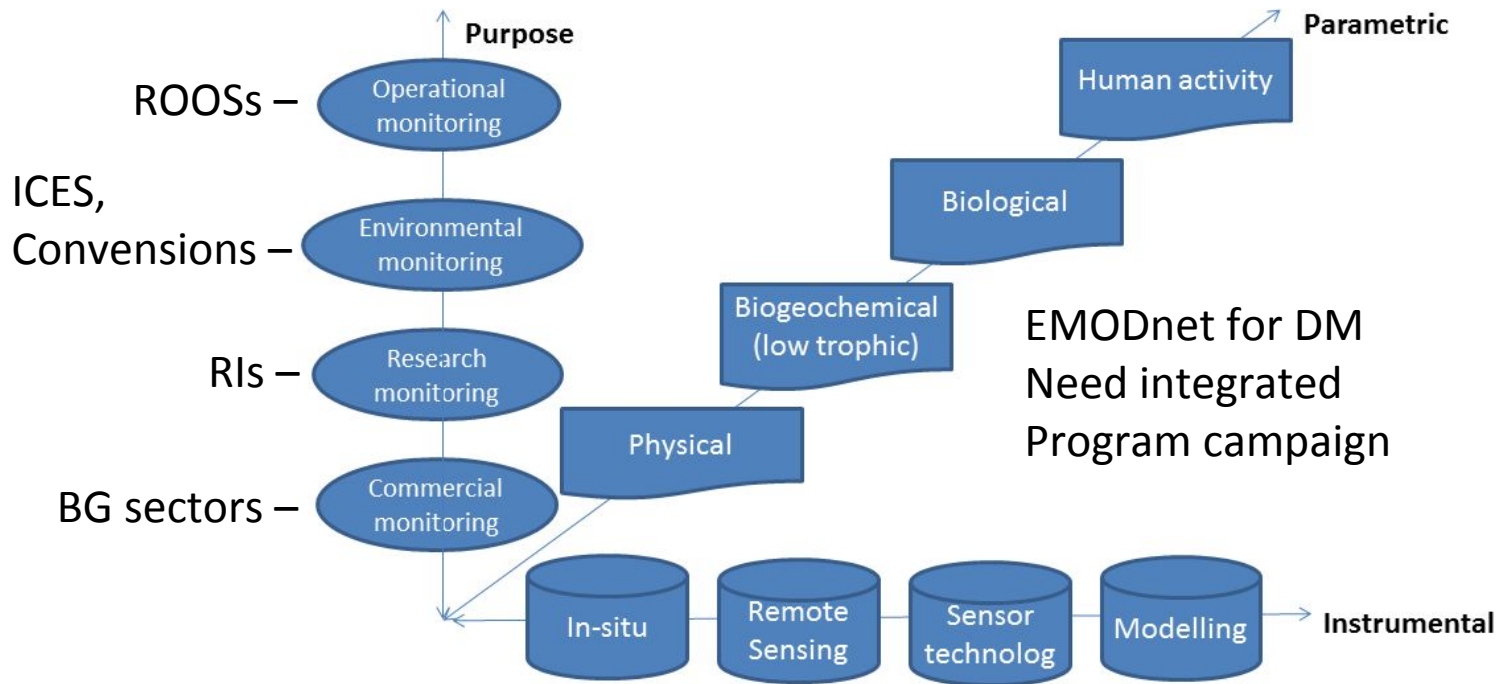 Purpose
Parametric
ROOSs –
Operational
monitoring
Human activity
ICES,
Convensions –
Environmental
monitoring
Biological
RIs –
Research
monitoring
Biogeochemical
(low trophic)
EMODnet for DM
Need integrated
Program campaign
BG sectors –
Commercial
monitoring
Physical
In-situ
Remote
Sensing
Sensor
technolog
Modelling
Instrumental